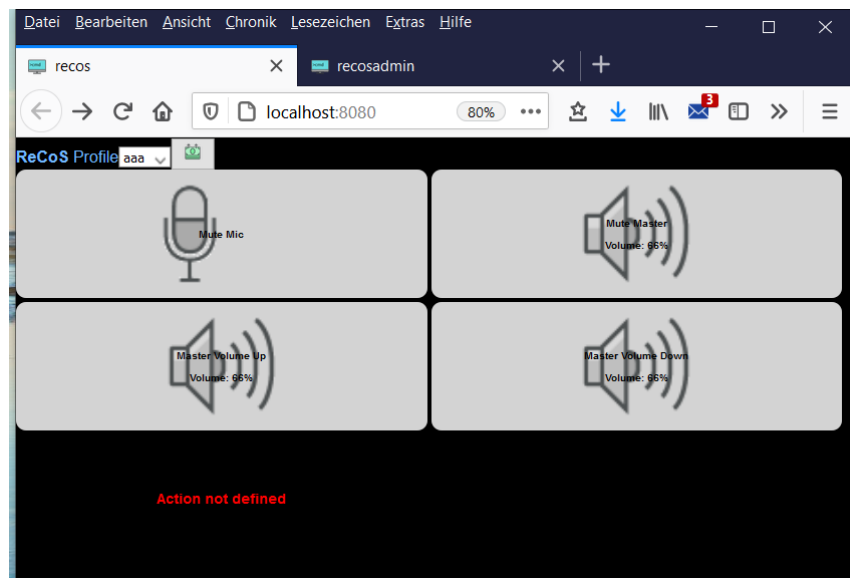 Datei Bearbeiten Ansicht Chronik Lesezeichen Extras Hilfe
recos
recosadmin
localhost:8080
80%
3
ReCoS Profile aaa
Mute Mic
Mute Master
Volume: 66%
Master Volume Up
Volume: 66%
Master Volume Down
Volume: 66%
Action not defined